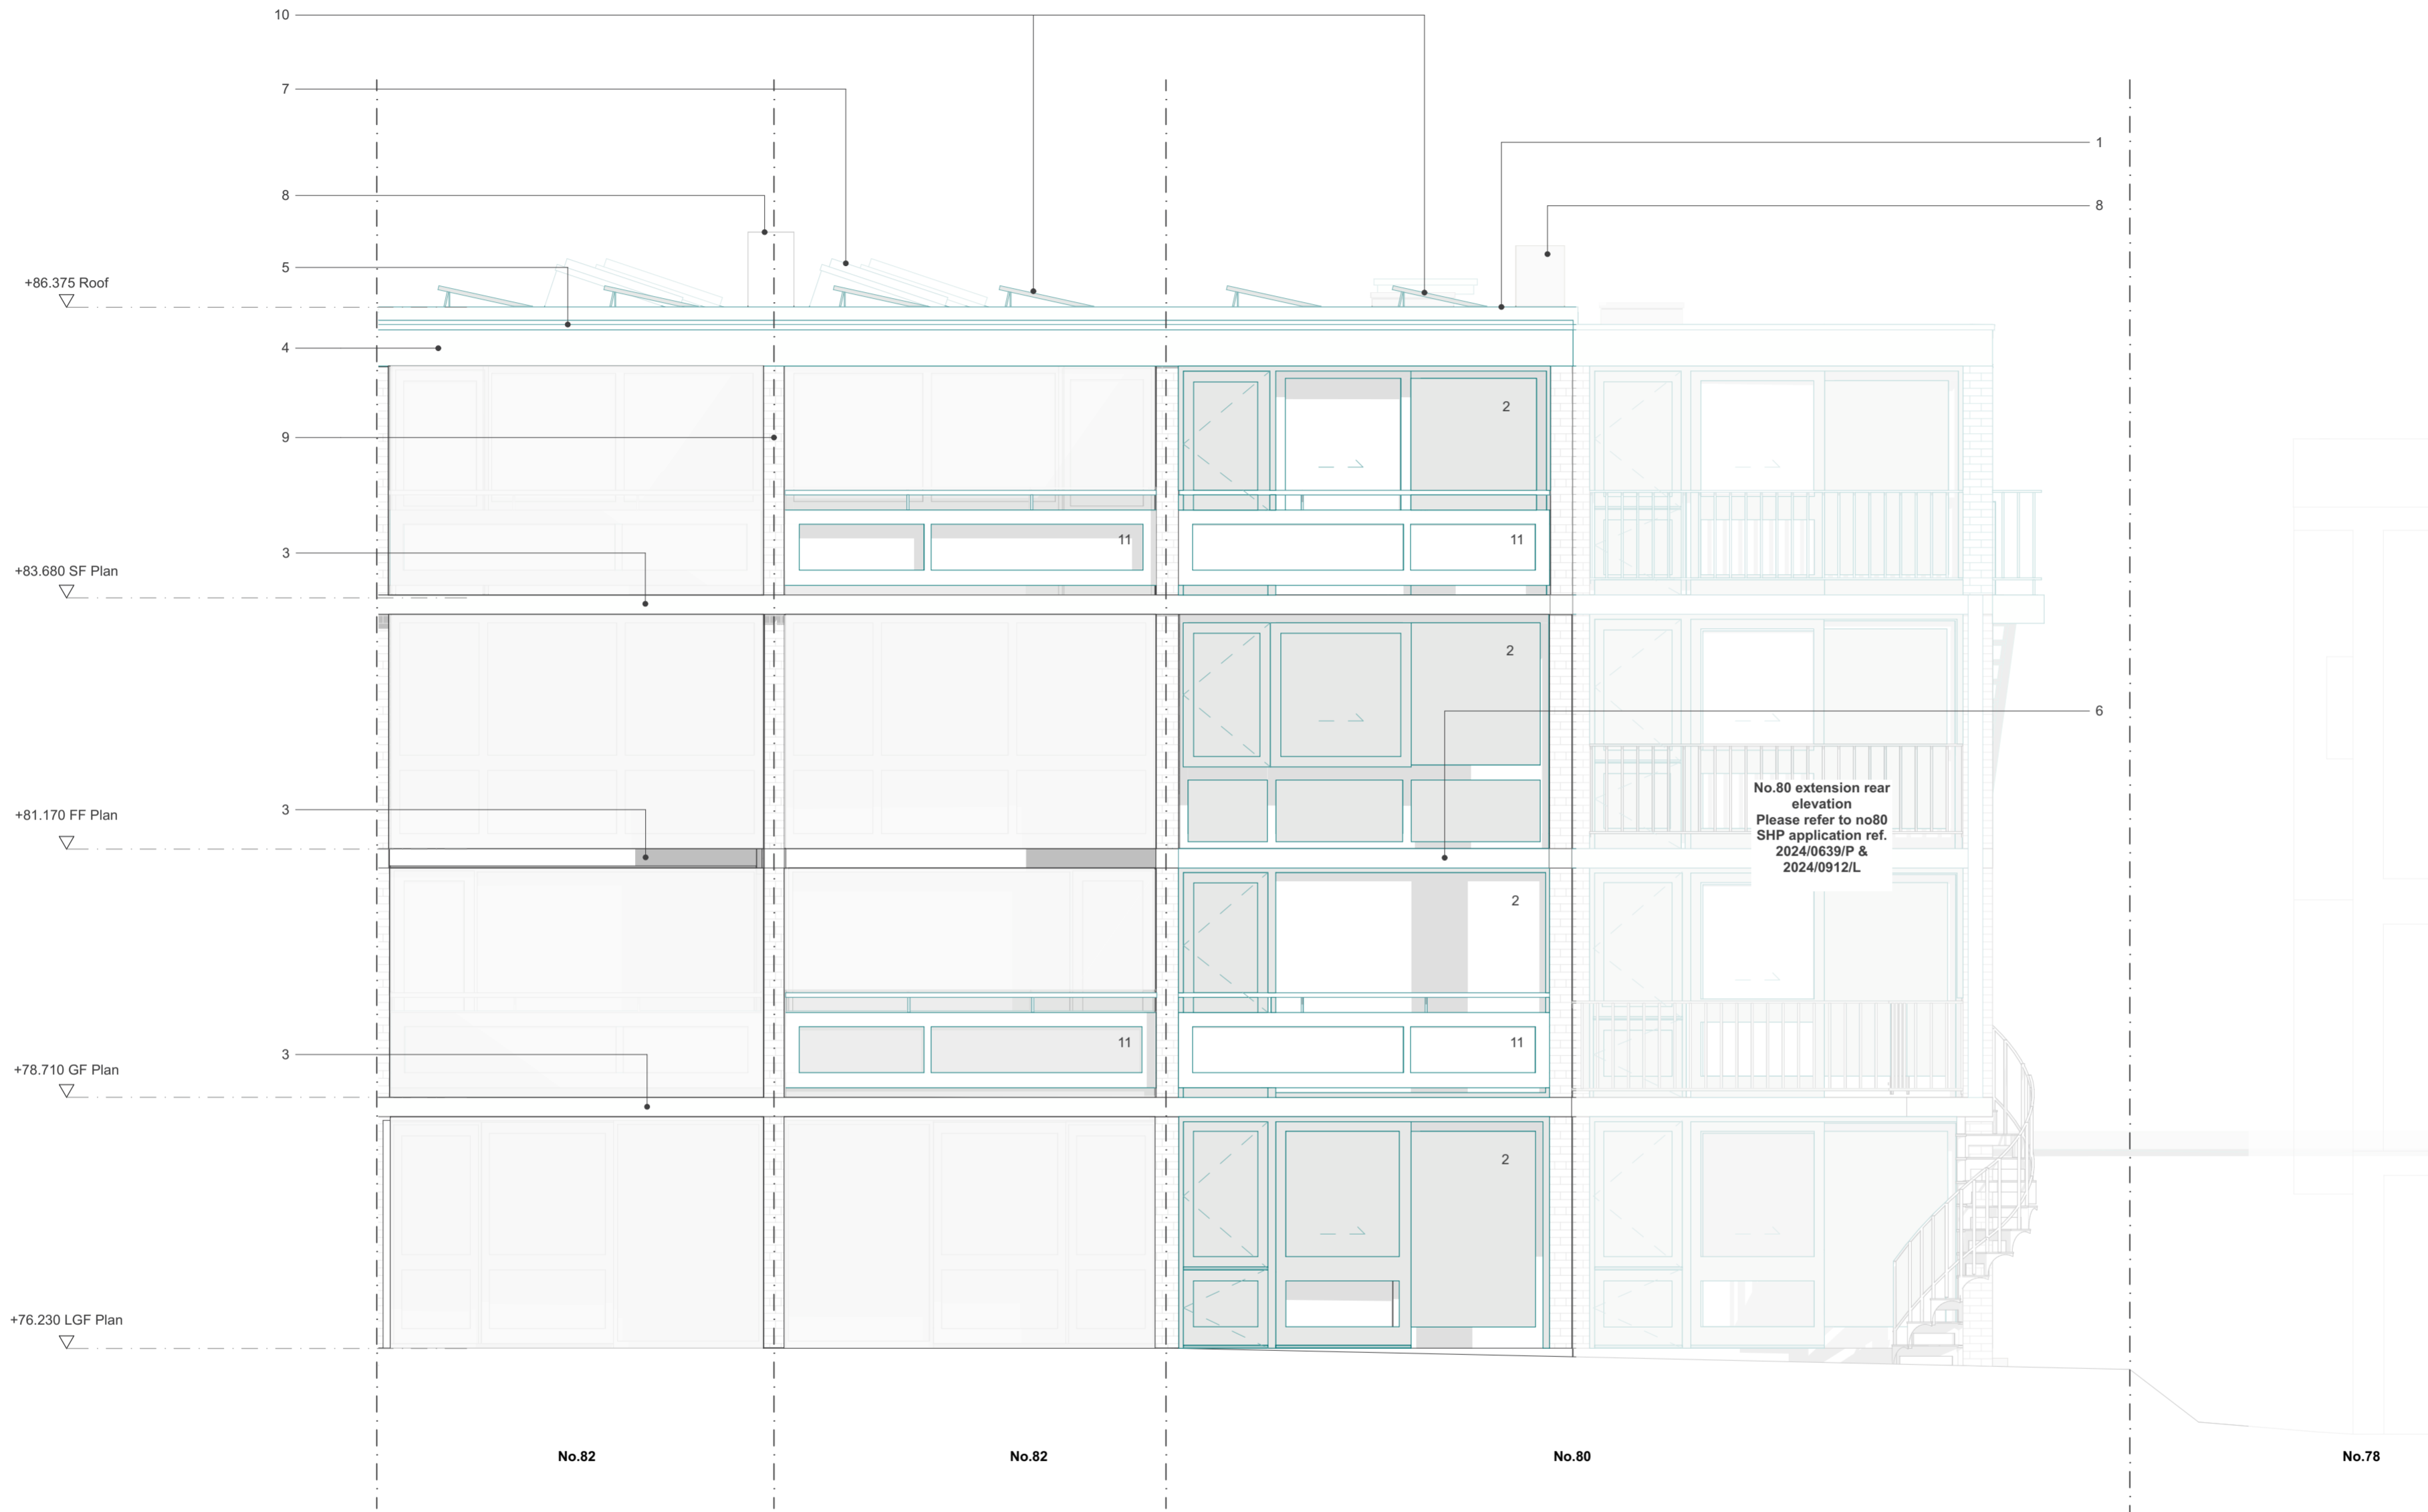 10
7
1
8
8
5
+86.375 Roof
4
2
9
11
11
3
+83.680 SF Plan
2
6
No.80 extension rear
elevation
Please refer to no80
SHP application ref.
2024/0639/P &
2024/0912/L
3
+81.170 FF Plan
2
11
11
3
+78.710 GF Plan
2
+76.230 LGF Plan
No.82
No.82
No.80
No.78